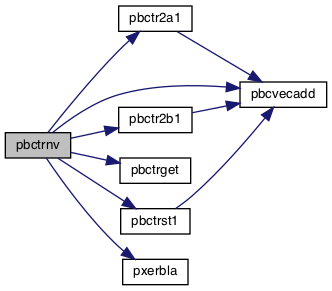 pbctr2a1
pbcvecadd
pbctr2b1
pbctrnv
pbctrget
pbctrst1
pxerbla